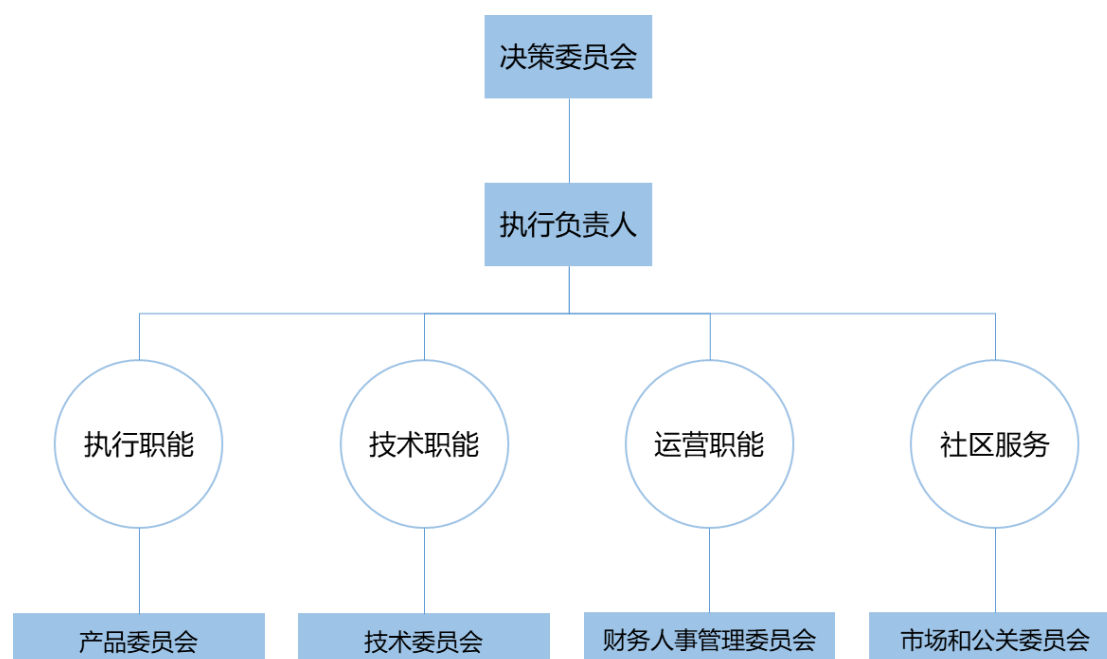 决策委员会
执行负责人
执行职能
技术职能
运营职能
社区服务
产品委员会
技术委员会
财务人事管理委员会
市场和公关委员会